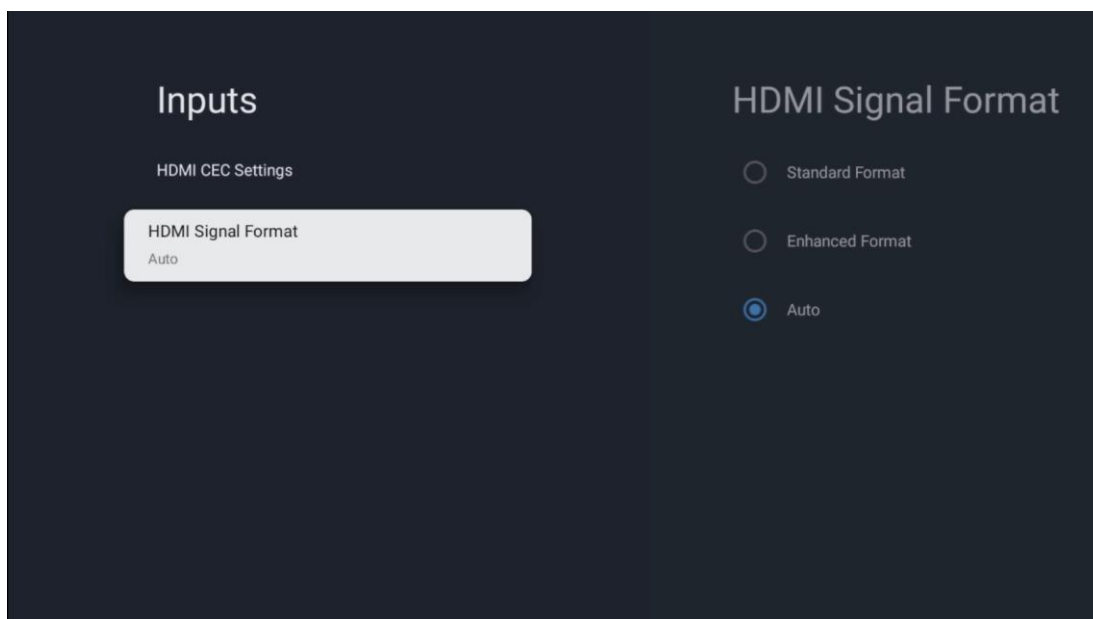 Inputs
HDMI CEC Settings
HDMI Signal Format
Auto
HDMI Signal Format
Standard Format
Enhanced Format
Auto